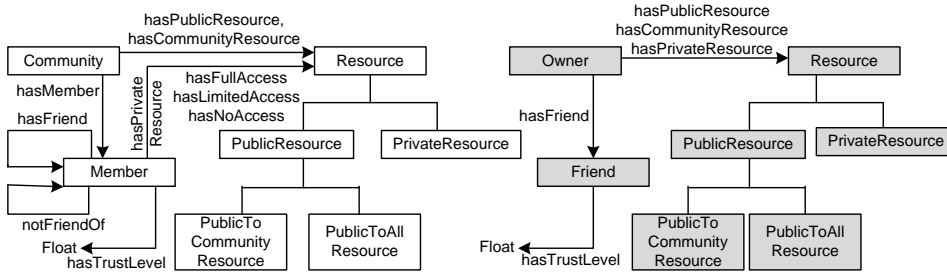 hasPublicResource,
hasCommunityResource
Community
Resource
hasMember
hasPrivate
Resource
hasFullAccess
hasLimitedAccess
hasNoAccess
hasFriend
PublicResource
PrivateResource
Member
notFriendOf
Float
hasTrustLevel
PublicTo
Community
Resource
PublicToAll
Resource
hasPublicResource
hasCommunityResource
hasPrivateResource
Owner
Resource
hasFriend
PublicResource
PrivateResource
Friend
Float
hasTrustLevel
PublicTo
Community
Resource
PublicToAll
Resource